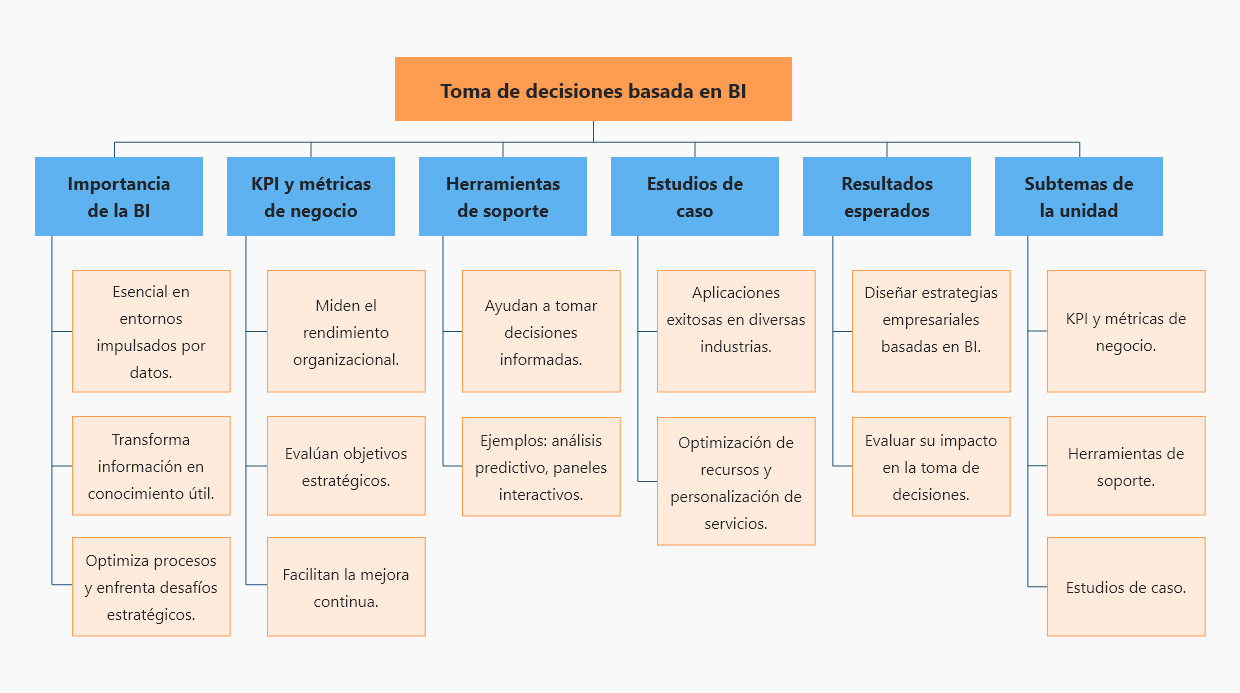 Toma de decisiones basada en BI
Importancia
de la BI
Esencial en
entornos
impulsados por
datos.
Transforma
información en
conocimiento útil.
Optimiza procesos
y enfrenta desafíos
estratégicos.
KPI y métricas
de negocio
Miden el
rendimiento
organizacional.
Evalúan objetivos
estratégicos.
Facilitan la mejora
continua.
Herramientas
de soporte
Ayudan a tomar
decisiones
informadas.
Ejemplos: análisis
predictivo, paneles
interactivos.
Estudios de
caso
Aplicaciones
exitosas en diversas
industrias.
Optimización de
recursos y
personalización de
servicios.
Resultados
esperados
Diseñar estrategias
empresariales
basadas en BI.
Evaluar su impacto
en la toma de
decisiones.
Subtemas de
la unidad
KPI y métricas de
negocio.
Herramientas de
soporte.
Estudios de caso.